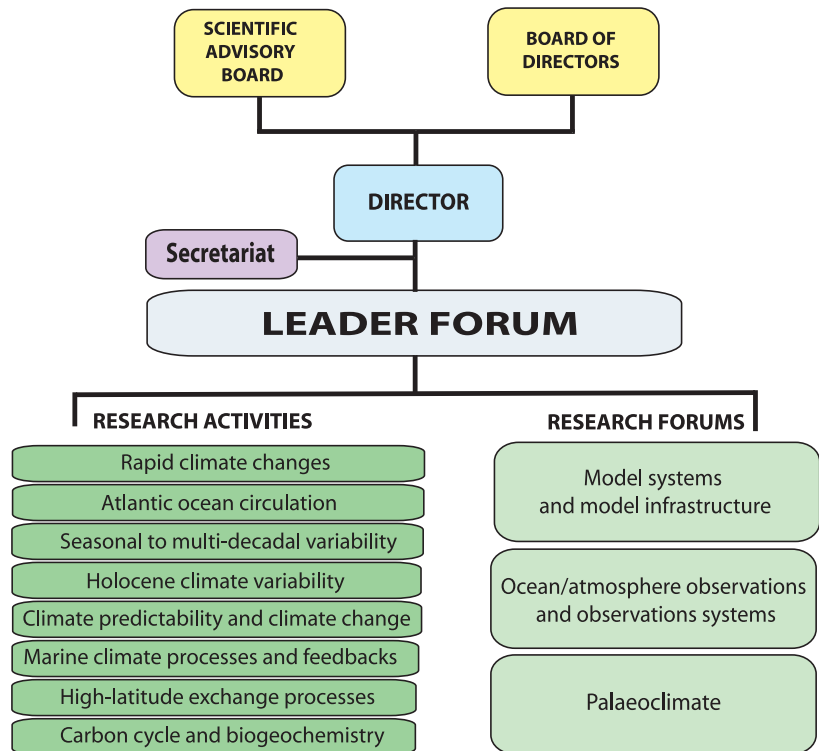 SCIENTIFIC
ADVISORY
BOARD
BOARD OF
DIRECTORS
DIRECTOR
Secretariat
LEADER FORUM
RESEARCH ACTIVITIES
Rapid climate changes
Atlantic ocean circulation
Seasonal to multi-decadal variability
Holocene climate variability
Climate predictability and climate change
Marine climate processes and feedbacks
High-latitude exchange processes
Carbon cycle and biogeochemistry
RESEARCH FORUMS
Model systems
and model infrastructure
Ocean/atmosphere observations
and observations systems
Palaeoclimate